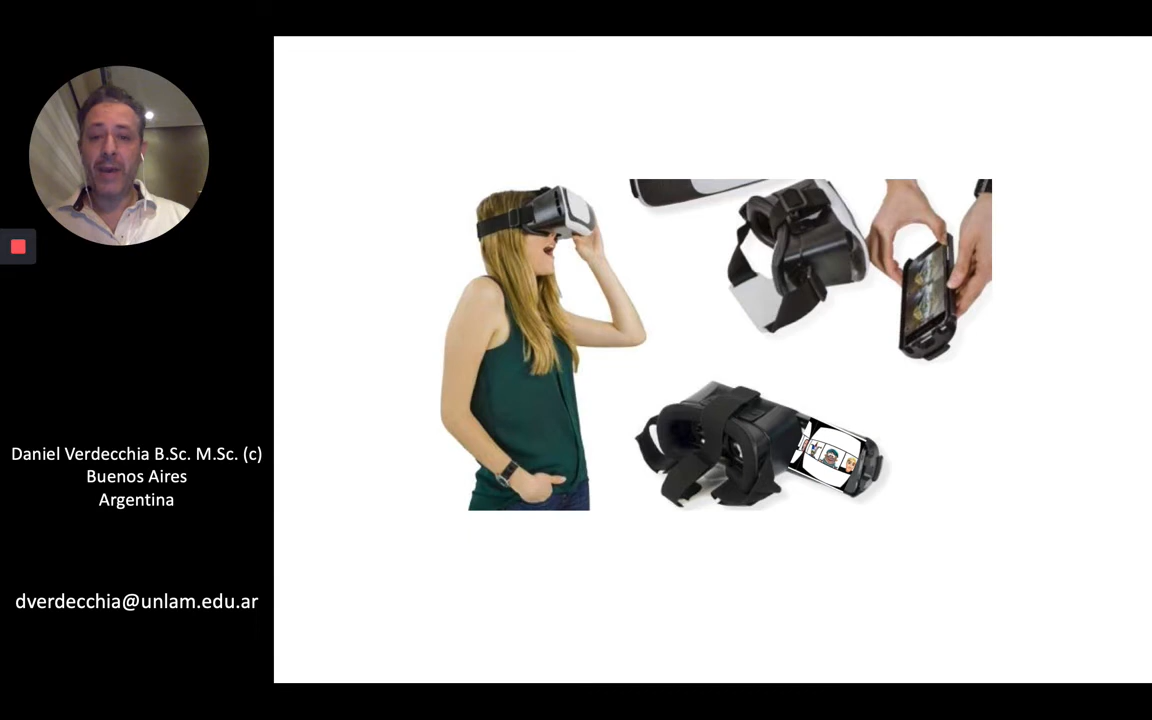 Daniel Verdecchia B.Sc. M.Sc. (c)
Buenos Aires
Argentina
dverdecchia@unlam.edu.ar